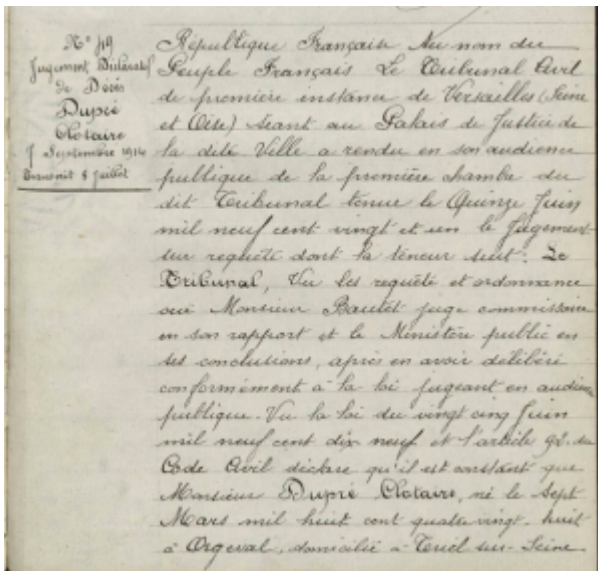 N° 49
Jugement Déclaratif
de Décès
Dupré
Clotaire
7 Septembre 1914
Transcrit 8 Juillet
République Française Au nom du
Peuple Français Le Tribunal Civil
de première instance de Versailles (Seine
et Oise) séant au Palais de Justice de
la dite Ville a rendu en son audience
publique de la première chambre du
dit Tribunal tenue le Quinze Juin
mil neuf cent vingt et un le Jugement
sur requête dont la teneur suit : Le
Tribunal, Vu les requête et ordonnance
ouï Monsieur Bautet juge commissaire
en son rapport et le Ministère public en
ses conclusions, après en avoir délibéré
conformément à la loi jugeant en audience
publique. Vu la loi du vingt cinq Juin
mil neuf cent dix neuf et l'article 92 du
Code Civil déclare qu'il est constant que
Monsieur Dupré Clotaire, né le Sept
Mars mil huit cent quatre vingt. huit
à Orgeval, domicilié à Triel sur-Seine